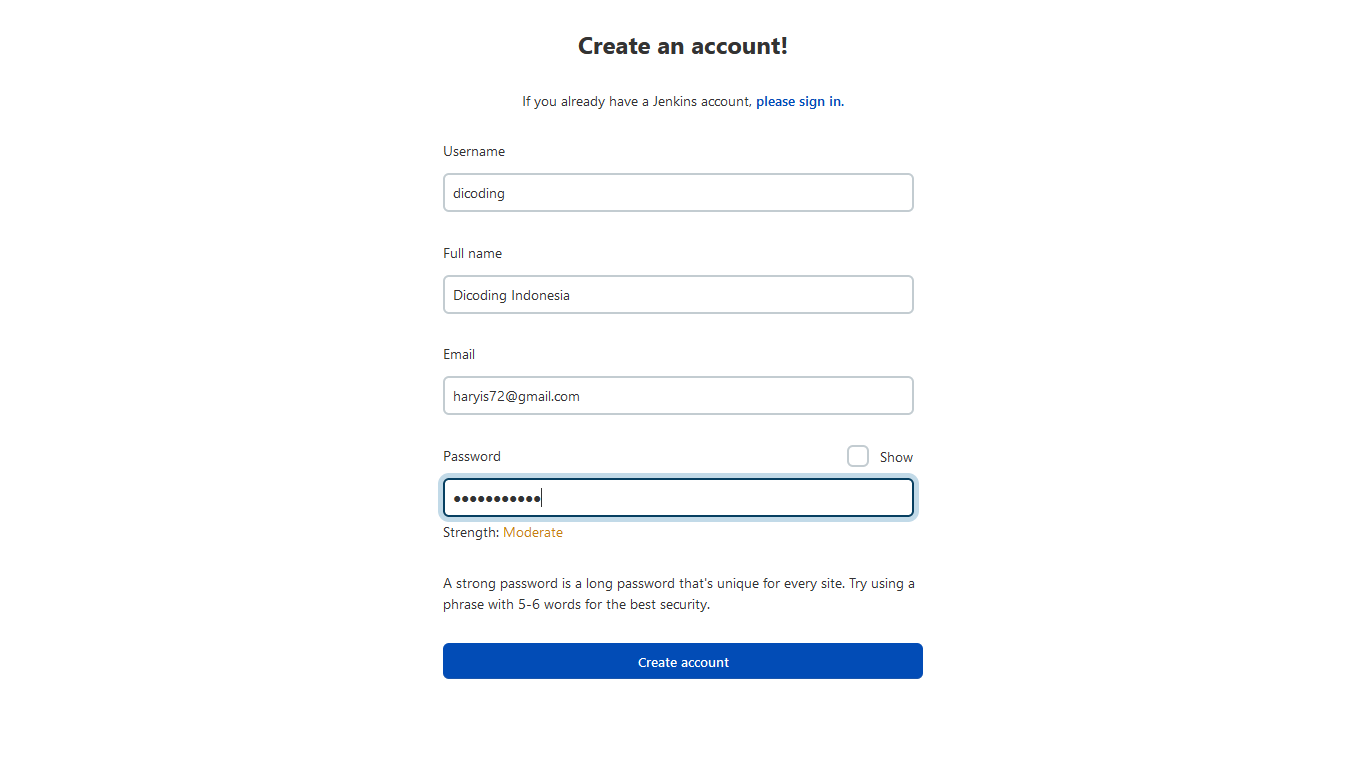 Create an account!
If you already have a Jenkins account, please sign in.
Username
dicoding
Full name
Dicoding Indonesia
Email
haryis72@gmail.com
Password
Show
•••••••••••
Strength: Moderate
A strong password is a long password that's unique for every site. Try using a
phrase with 5-6 words for the best security.
Create account